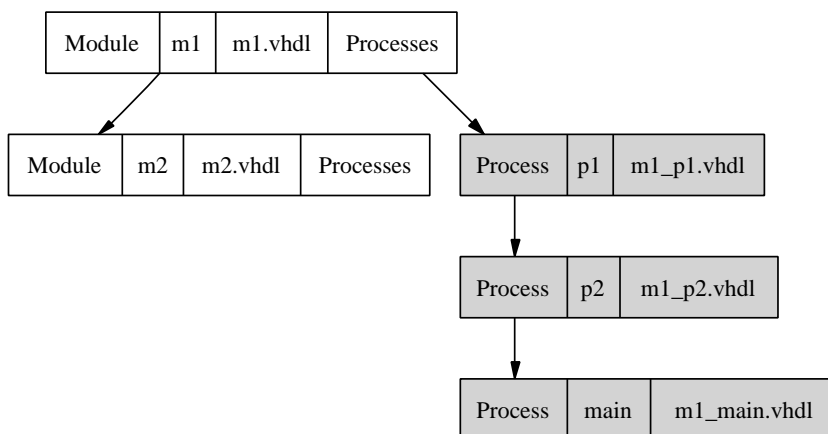 Module m1 m1.vhdl Processes
Module m2 m2.vhdl Processes
Process p1 m1_p1.vhdl
Process p2 m1_p2.vhdl
Process main m1_main.vhdl